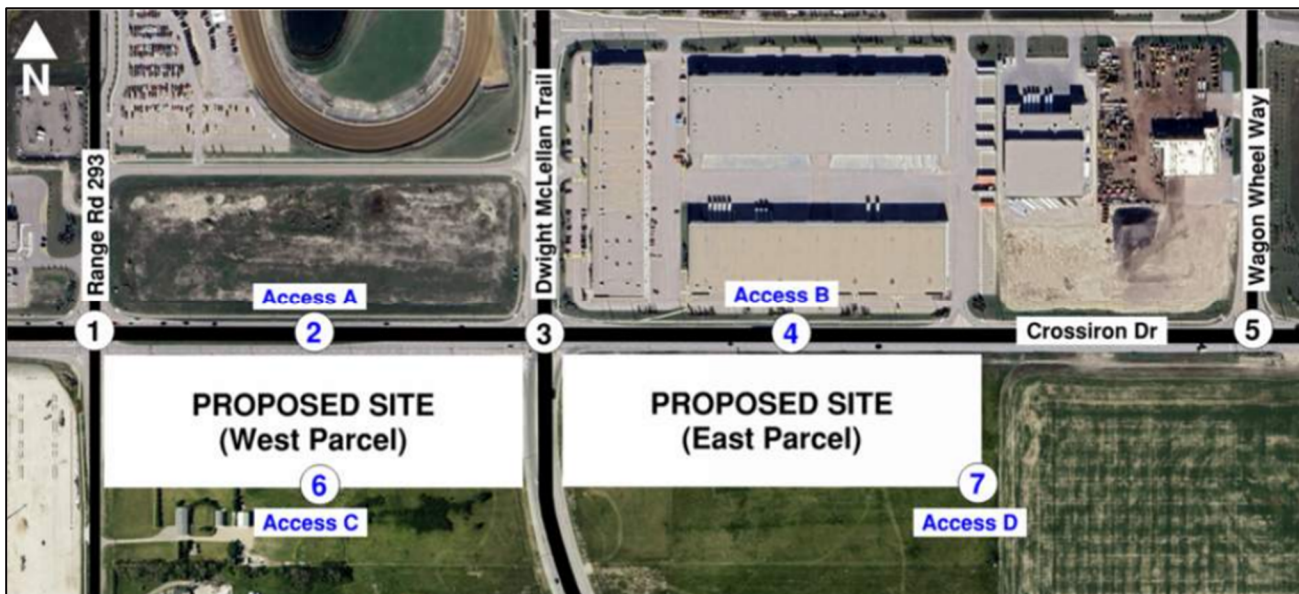 N
Range Rd 293
Dwight McLellan Trail
Wagon Wheel Way
Access A
Access B
1
2
3
4
Crossiron Dr
5
PROPOSED SITE
(West Parcel)
PROPOSED SITE
(East Parcel)
6
7
Access C
Access D